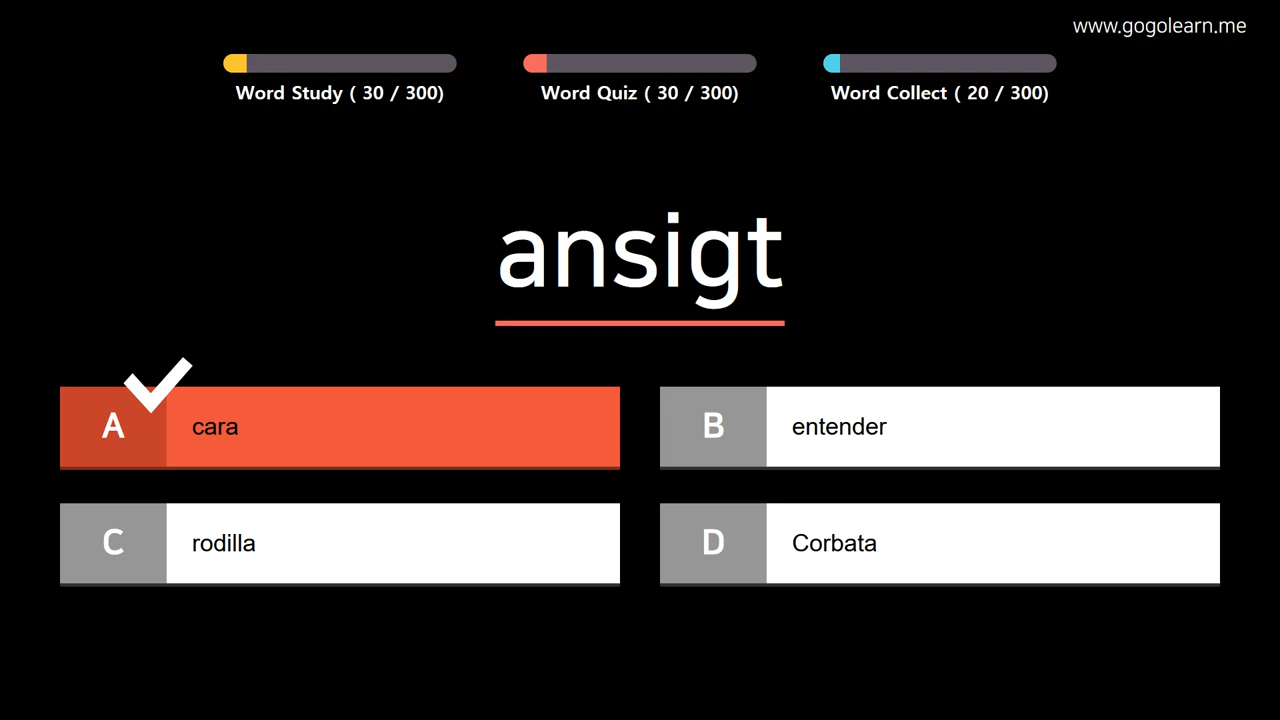 www.gogolearn.me
Word Study ( 30 / 300)
Word Quiz ( 30 / 300)
Word Collect ( 20 / 300)
ansigt
A cara
B entender
C rodilla
D Corbata